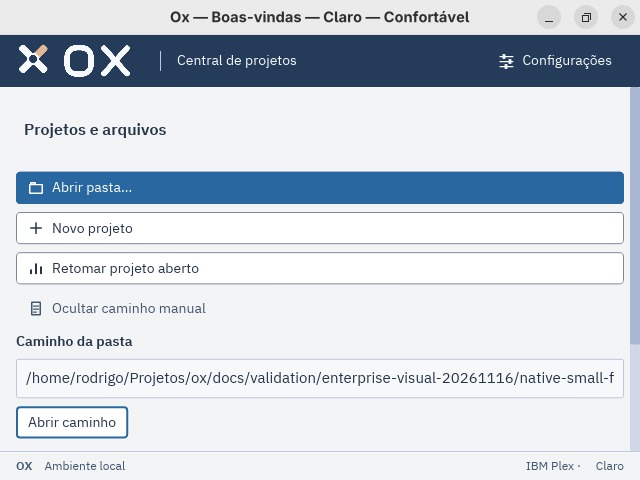 Ox — Boas-vindas — Claro — Confortável
OX
Central de projetos
Configurações
Projetos e arquivos
Abrir pasta...
Novo projeto
Retomar projeto aberto
Ocultar caminho manual
Caminho da pasta
/home/rodrigo/Projetos/ox/docs/validation/enterprise-visual-20261116/native-small-f
Abrir caminho
OX Ambiente local
IBM Plex · Claro